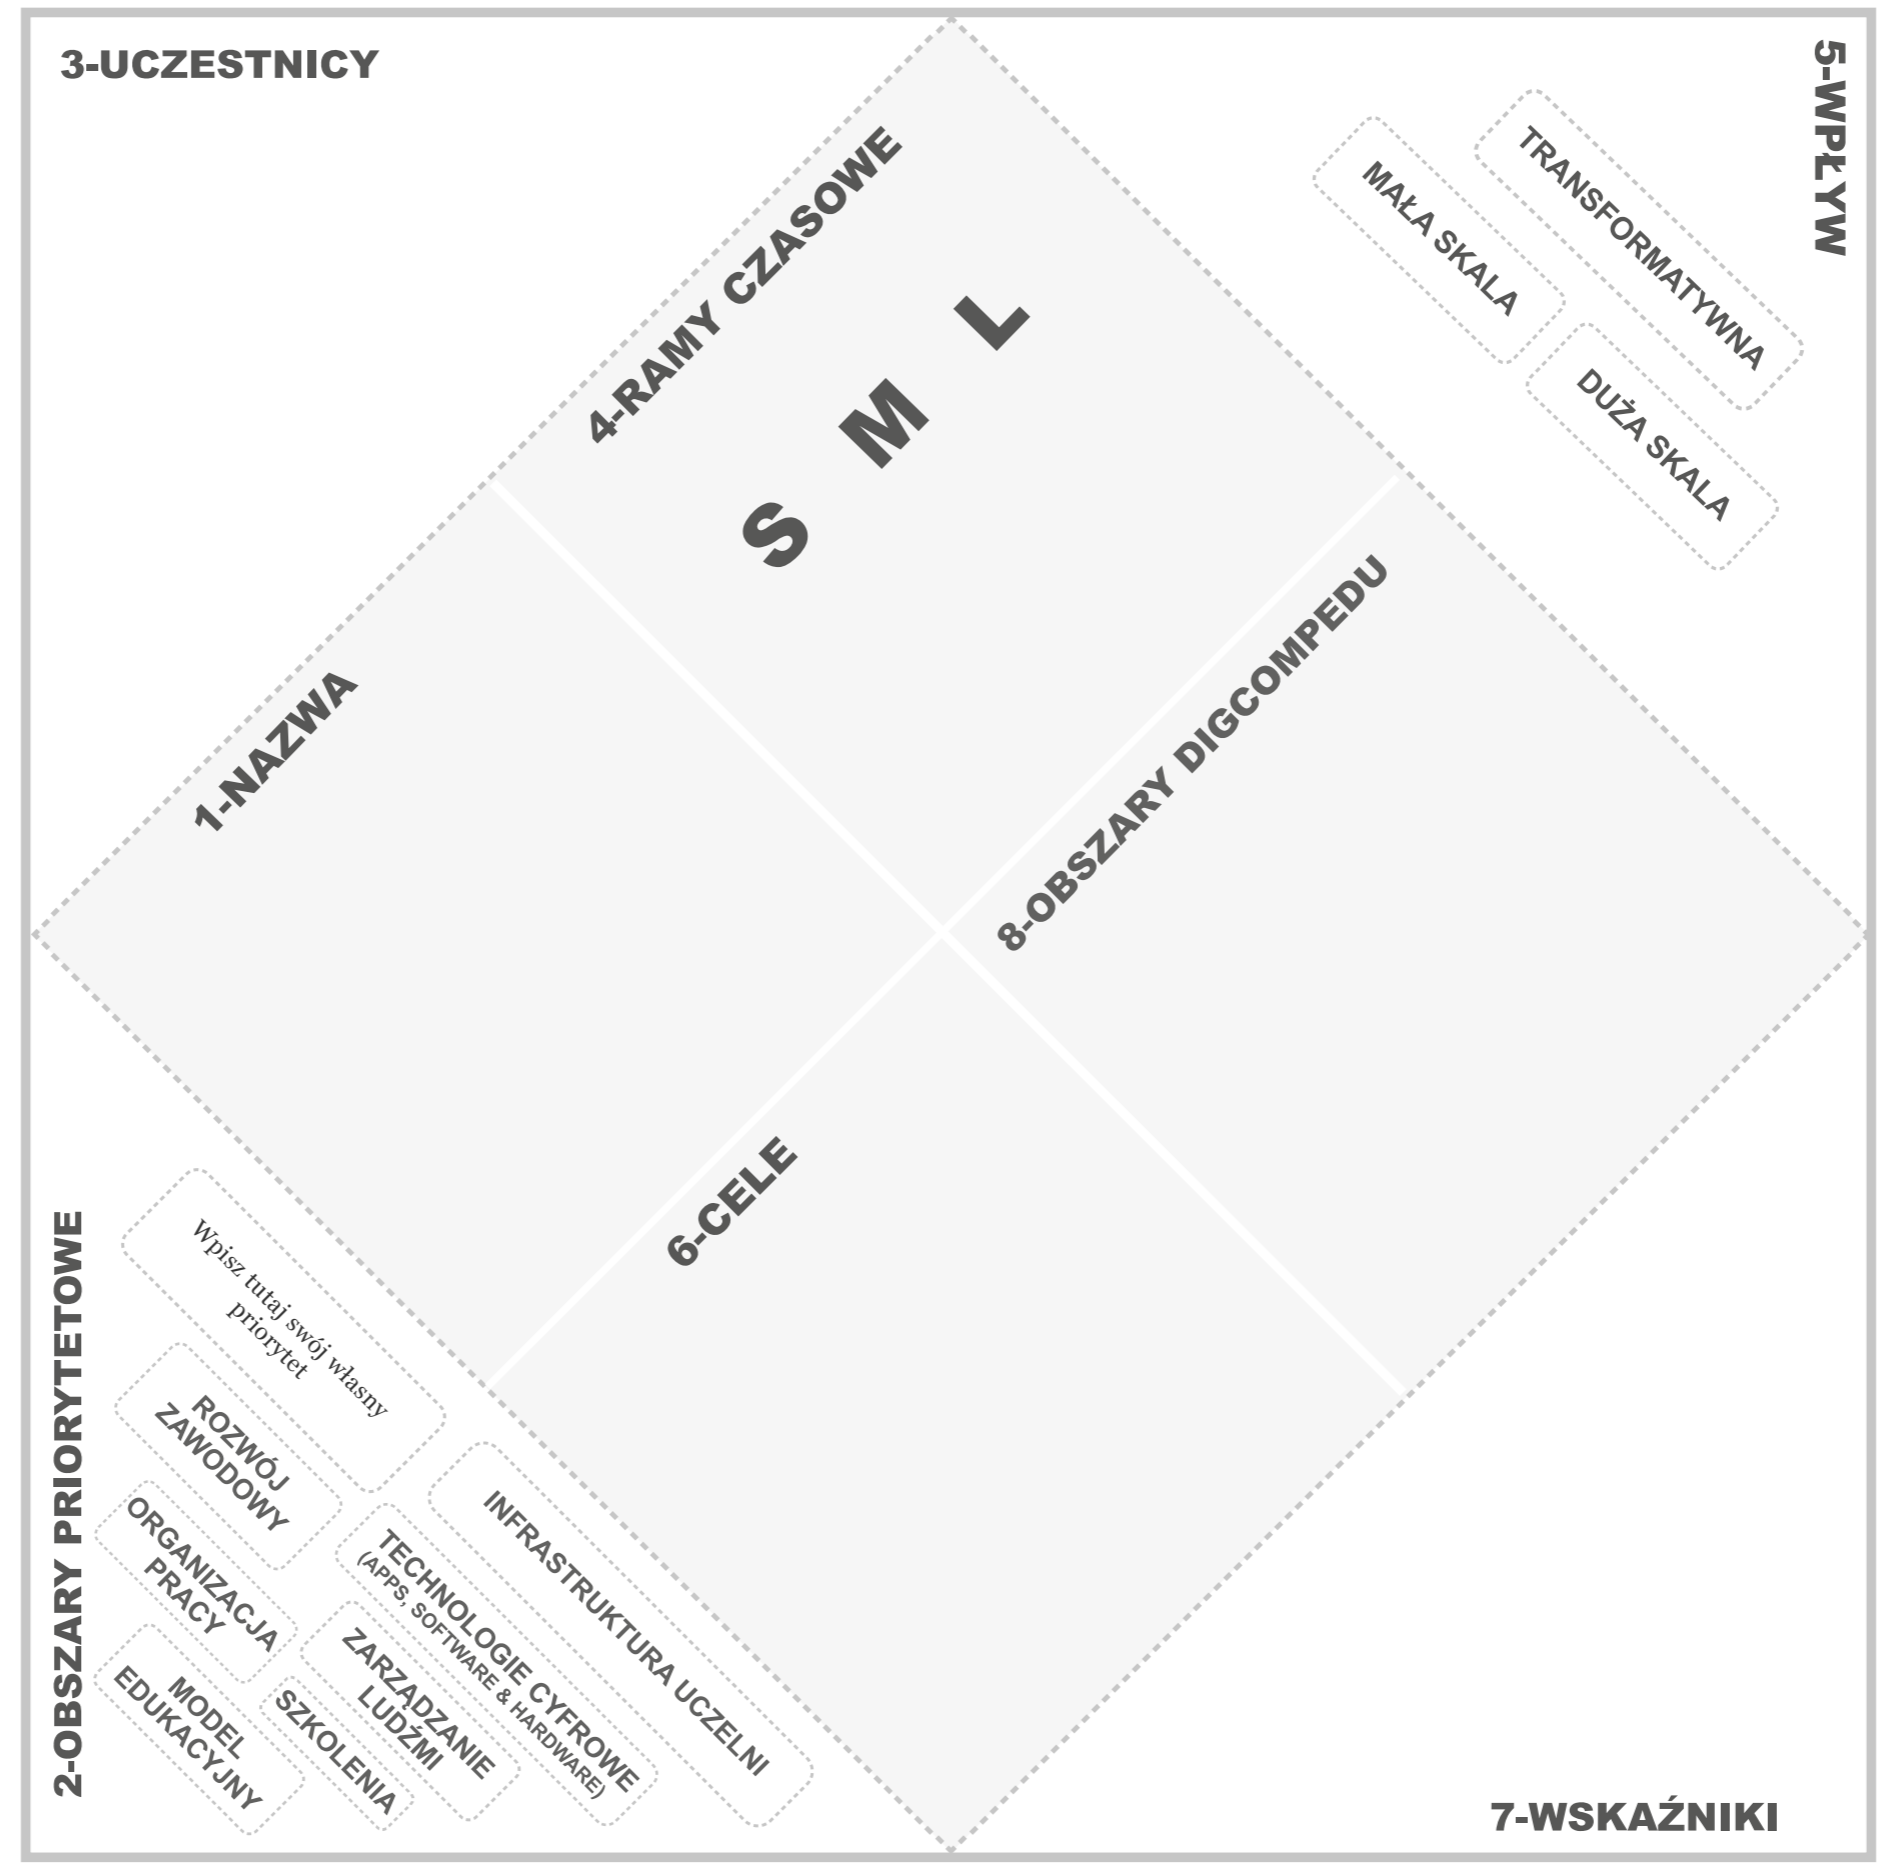 3-UCZESTNICY
5-WPŁYW
TRANSFORMATYWNA
MAŁA SKALA
DUŻA SKALA
4-RAMY CZASOWE
S M L
1-NAZWA
8-OBSZARY DIGCOMPEDU
6-CELE
2-OBSZARY PRIORYTETOWE
Wpisz tutaj swój własny
priorytet
ROZWÓJ
ZAWODOWY
ORGANIZACJA
PRACY
MODEL
EDUKACYJNY
SZKOLENIA
ZARZĄDZANIE
LUDŹMI
TECHNOLOGIE CYFROWE
(APPS, SOFTWARE & HARDWARE)
INFRASTRUKTURA UCZELNI
7-WSKAŹNIKI